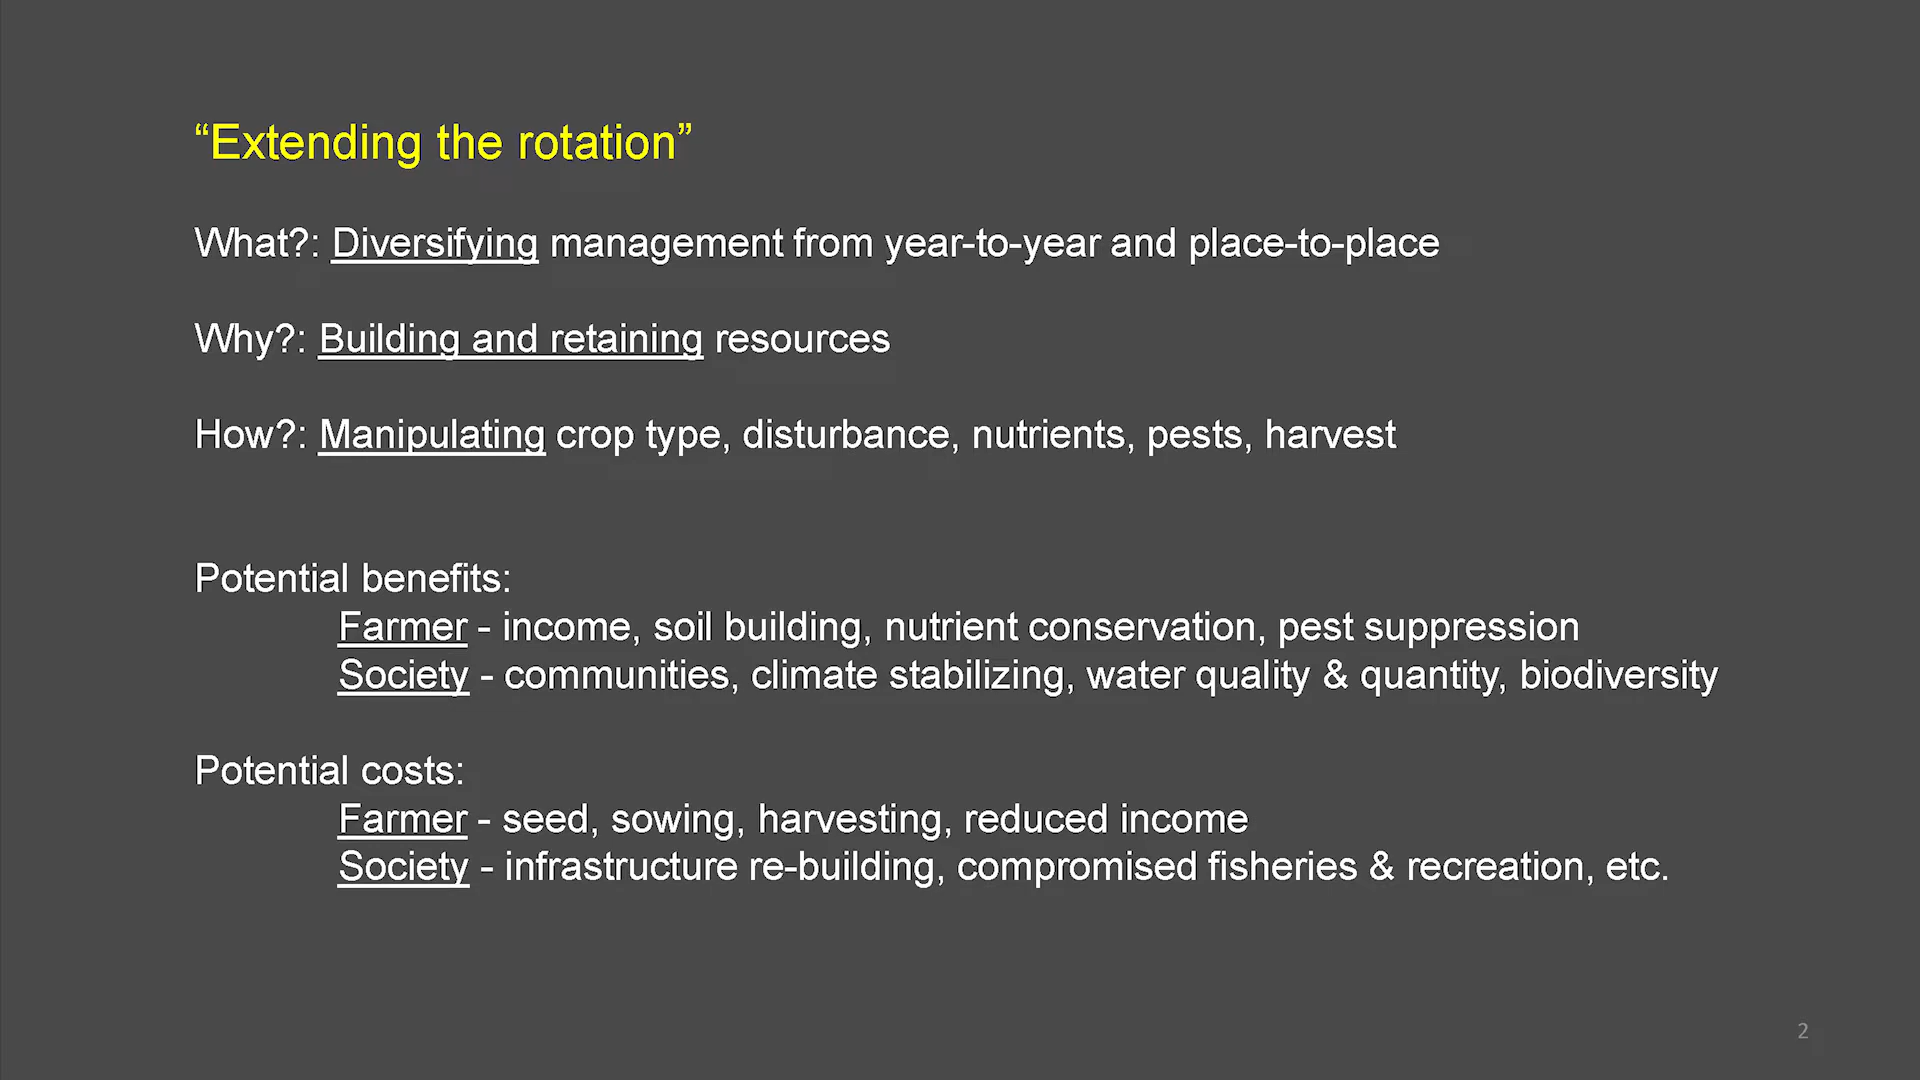 “Extending the rotation”
What?: Diversifying management from year-to-year and place-to-place
Why?: Building and retaining resources
How?: Manipulating crop type, disturbance, nutrients, pests, harvest
Potential benefits:
Farmer - income, soil building, nutrient conservation, pest suppression
Society - communities, climate stabilizing, water quality & quantity, biodiversity
Potential costs:
Farmer - seed, sowing, harvesting, reduced income
Society - infrastructure re-building, compromised fisheries & recreation, etc.
2